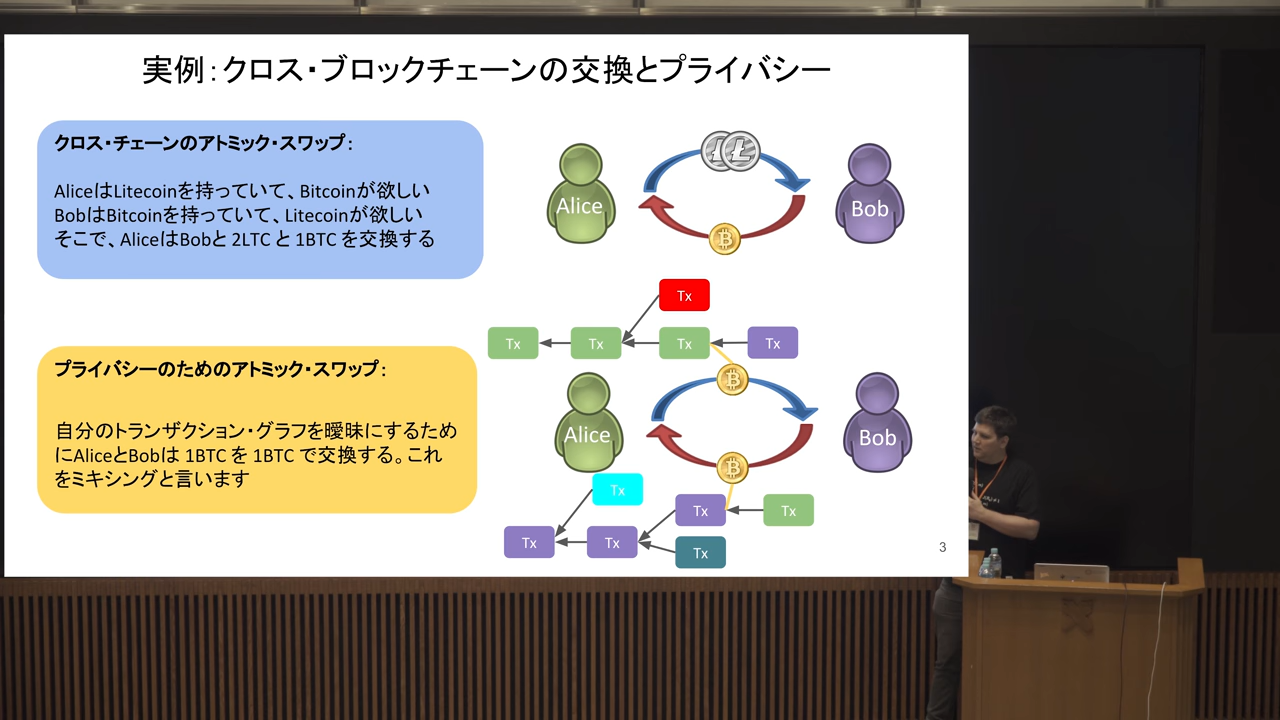 実例：クロス・ブロックチェーンの交換とプライバシー
クロス・チェーンのアトミック・スワップ：
AliceはLitecoinを持っていて、Bitcoinが欲しい
BobはBitcoinを持っていて、Litecoinが欲しい
そこで、AliceはBobと 2LTC と 1BTC を交換する
Alice
Bob
プライバシーのためのアトミック・スワップ：
自分のトランザクション・グラフを曖昧にするため
にAliceとBobは 1BTC を 1BTC で交換する。これ
をミキシングと言います
Tx
Tx
Tx
Tx
Tx
Alice
Bob
Tx
Tx
Tx
Tx
Tx
Tx
3